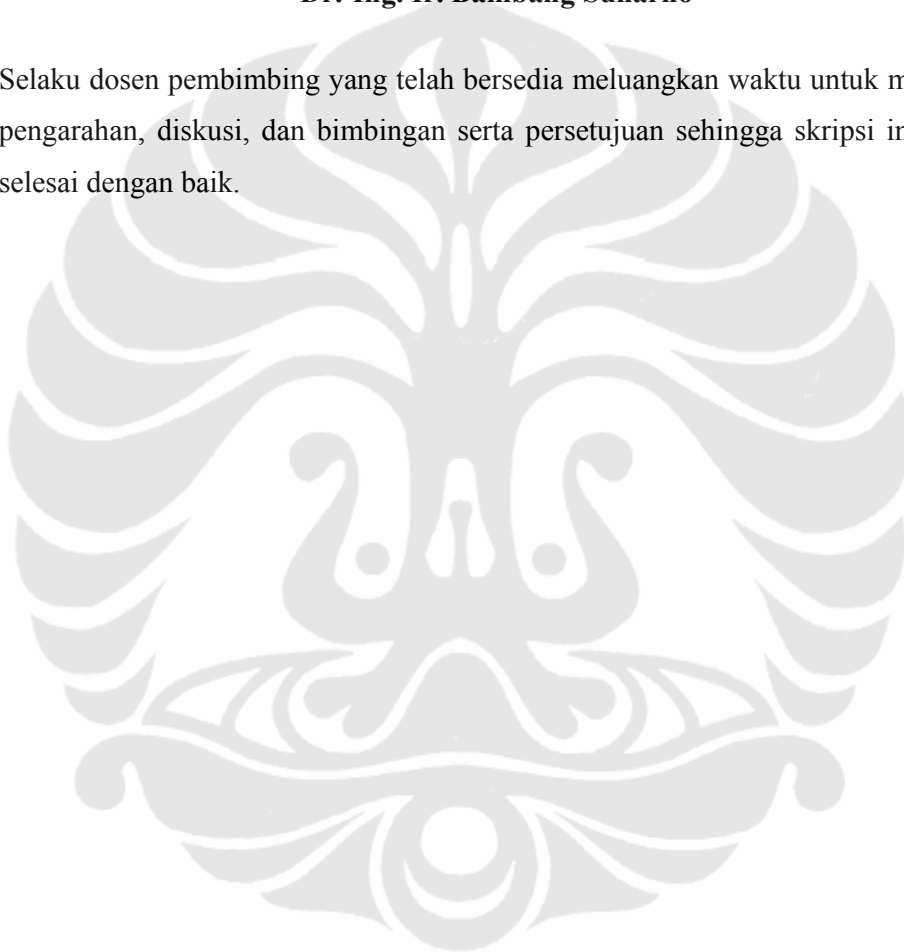 Selaku dosen pembimbing yang telah bersedia meluangkan waktu untuk
pengarahan, diskusi, dan bimbingan serta persetujuan sehingga skripsi
selesai dengan baik.